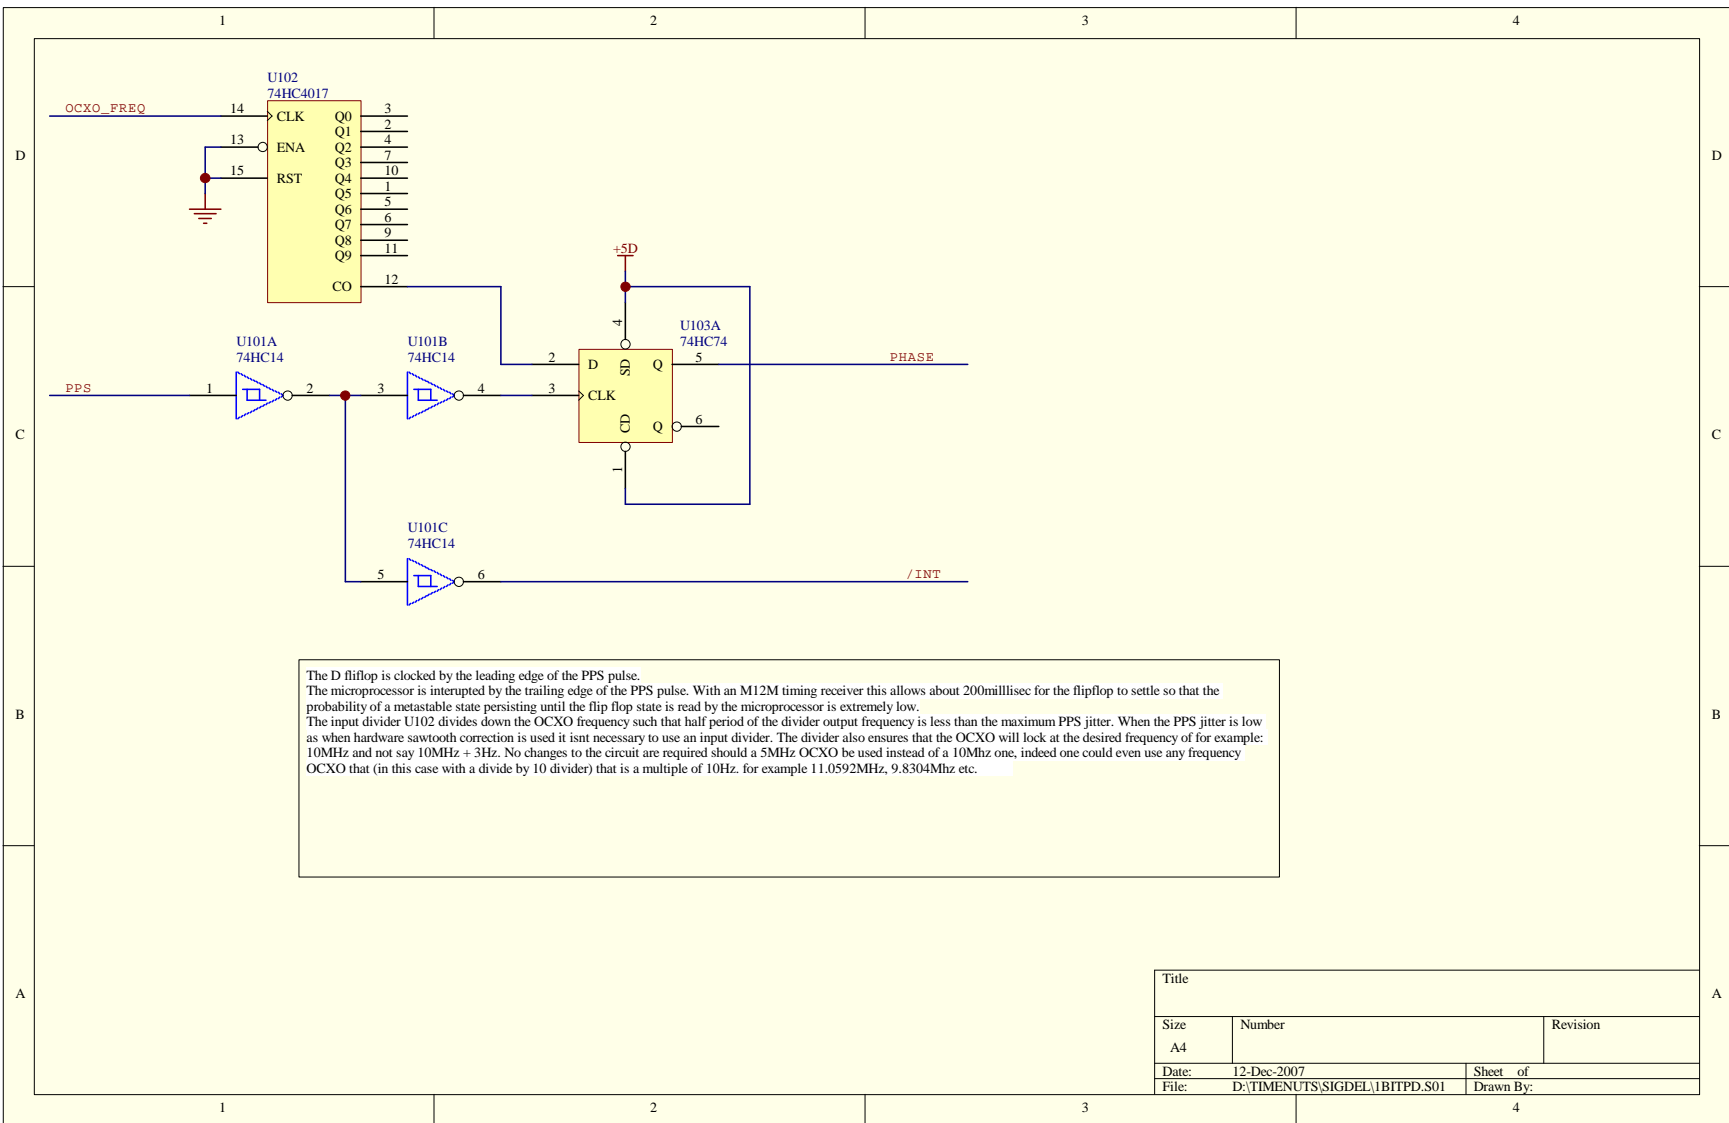 1 2 3 4
D D
C C
B B
A A
U102
74HC4017
OCXO_FREQ 14 CLK Q0 3
Q1 2
13 ENA Q2 4
Q3 7
15 RST Q4 10
Q5 1
Q6 5
Q7 6
Q8 9
Q9 11
CO 12
+5D
4
U103A
74HC74
U101A
74HC14
U101B
74HC14
2 D SD Q 5 PHASE
PPS 1 2 3 4 3 CLK
CD Q 6
1
U101C
74HC14
5 6 /INT
The D fliflop is clocked by the leading edge of the PPS pulse.
The microprocessor is interupted by the trailing edge of the PPS pulse. With an M12M timing receiver this allows about 200milllisec for the flipflop to settle so that the
probability of a metastable state persisting until the flip flop state is read by the microprocessor is extremely low.
The input divider U102 divides down the OCXO frequency such that half period of the divider output frequency is less than the maximum PPS jitter. When the PPS jitter is low
as when hardware sawtooth correction is used it isnt necessary to use an input divider. The divider also ensures that the OCXO will lock at the desired frequency of for example:
10MHz and not say 10MHz + 3Hz. No changes to the circuit are required should a 5MHz OCXO be used instead of a 10Mhz one, indeed one could even use any frequency
OCXO that (in this case with a divide by 10 divider) that is a multiple of 10Hz. for example 11.0592MHz, 9.8304Mhz etc.
Title
Size Number Revision
A4
Date: 12-Dec-2007 Sheet of
File: D:\TIMENUTS\SIGDEL\1BITPD.S01 Drawn By:
1 2 3 4